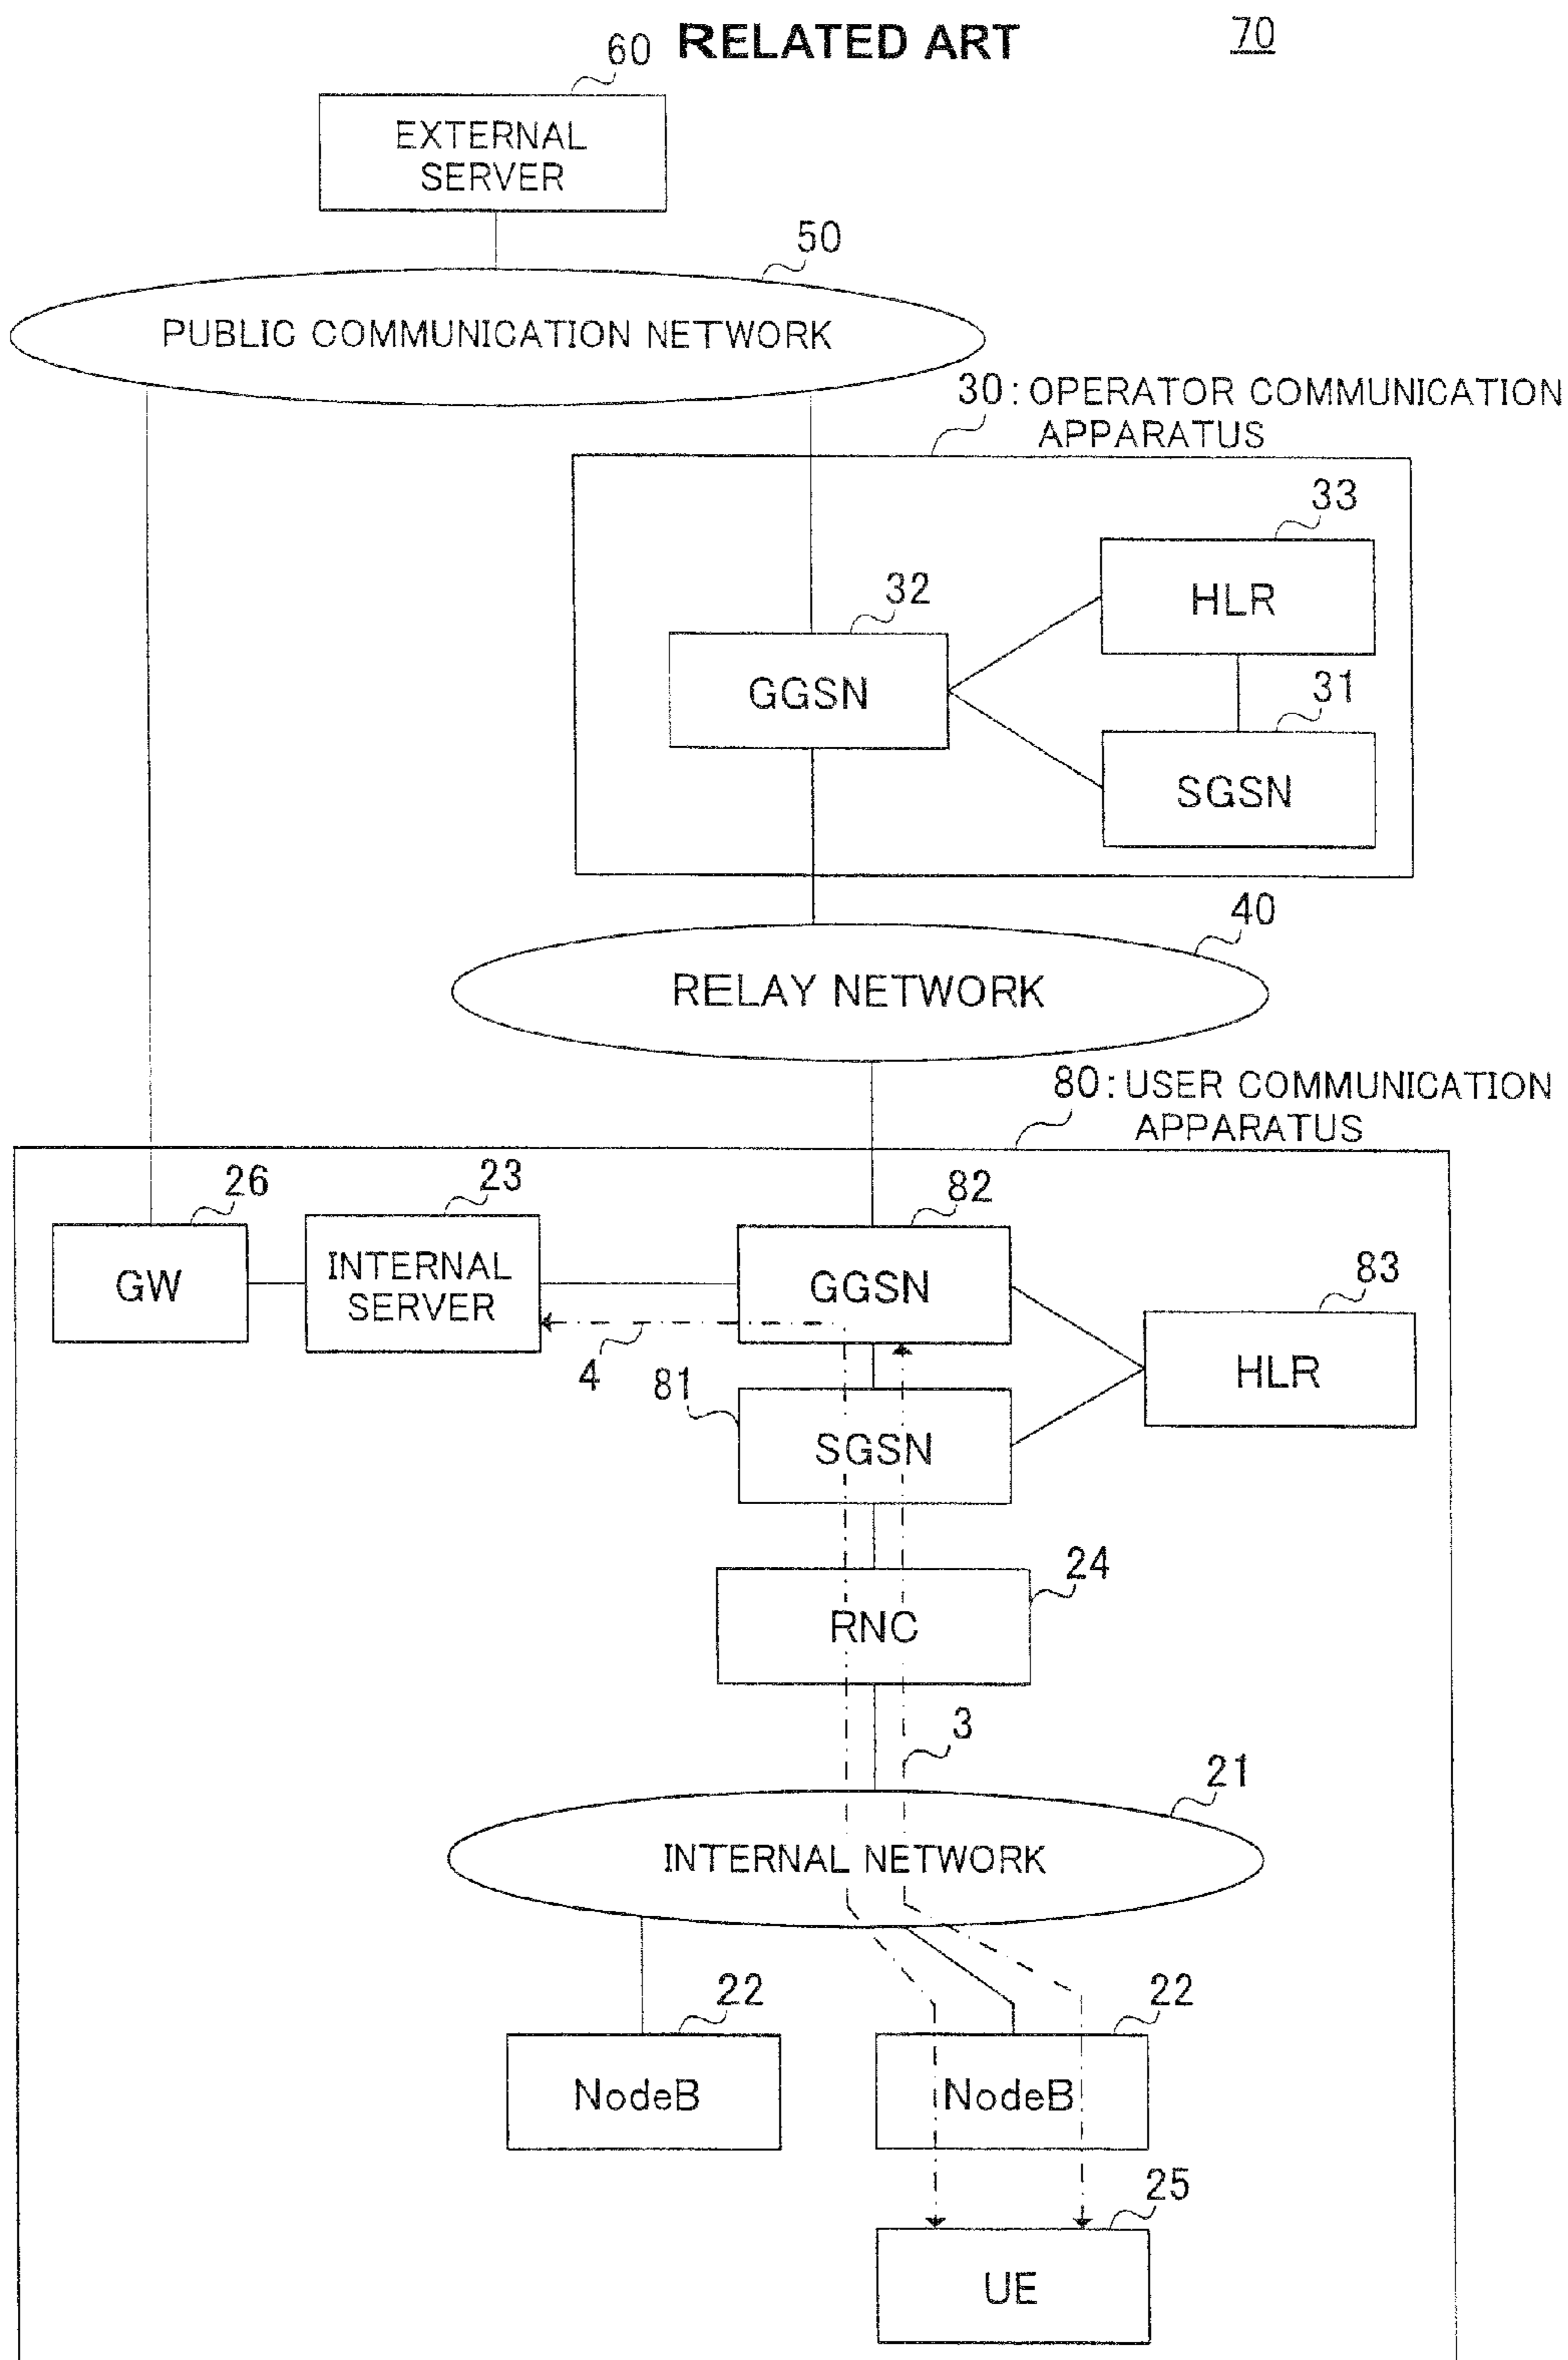 RELATED ART
70
60
EXTERNAL
SERVER
50
PUBLIC COMMUNICATION NETWORK
30: OPERATOR COMMUNICATION
APPARATUS
33
HLR
32
GGSN
31
SGSN
40
RELAY NETWORK
80: USER COMMUNICATION
APPARATUS
26
GW
23
INTERNAL
SERVER
82
GGSN
83
HLR
4
81
SGSN
24
RNC
3
21
INTERNAL NETWORK
22
NodeB
22
NodeB
25
UE